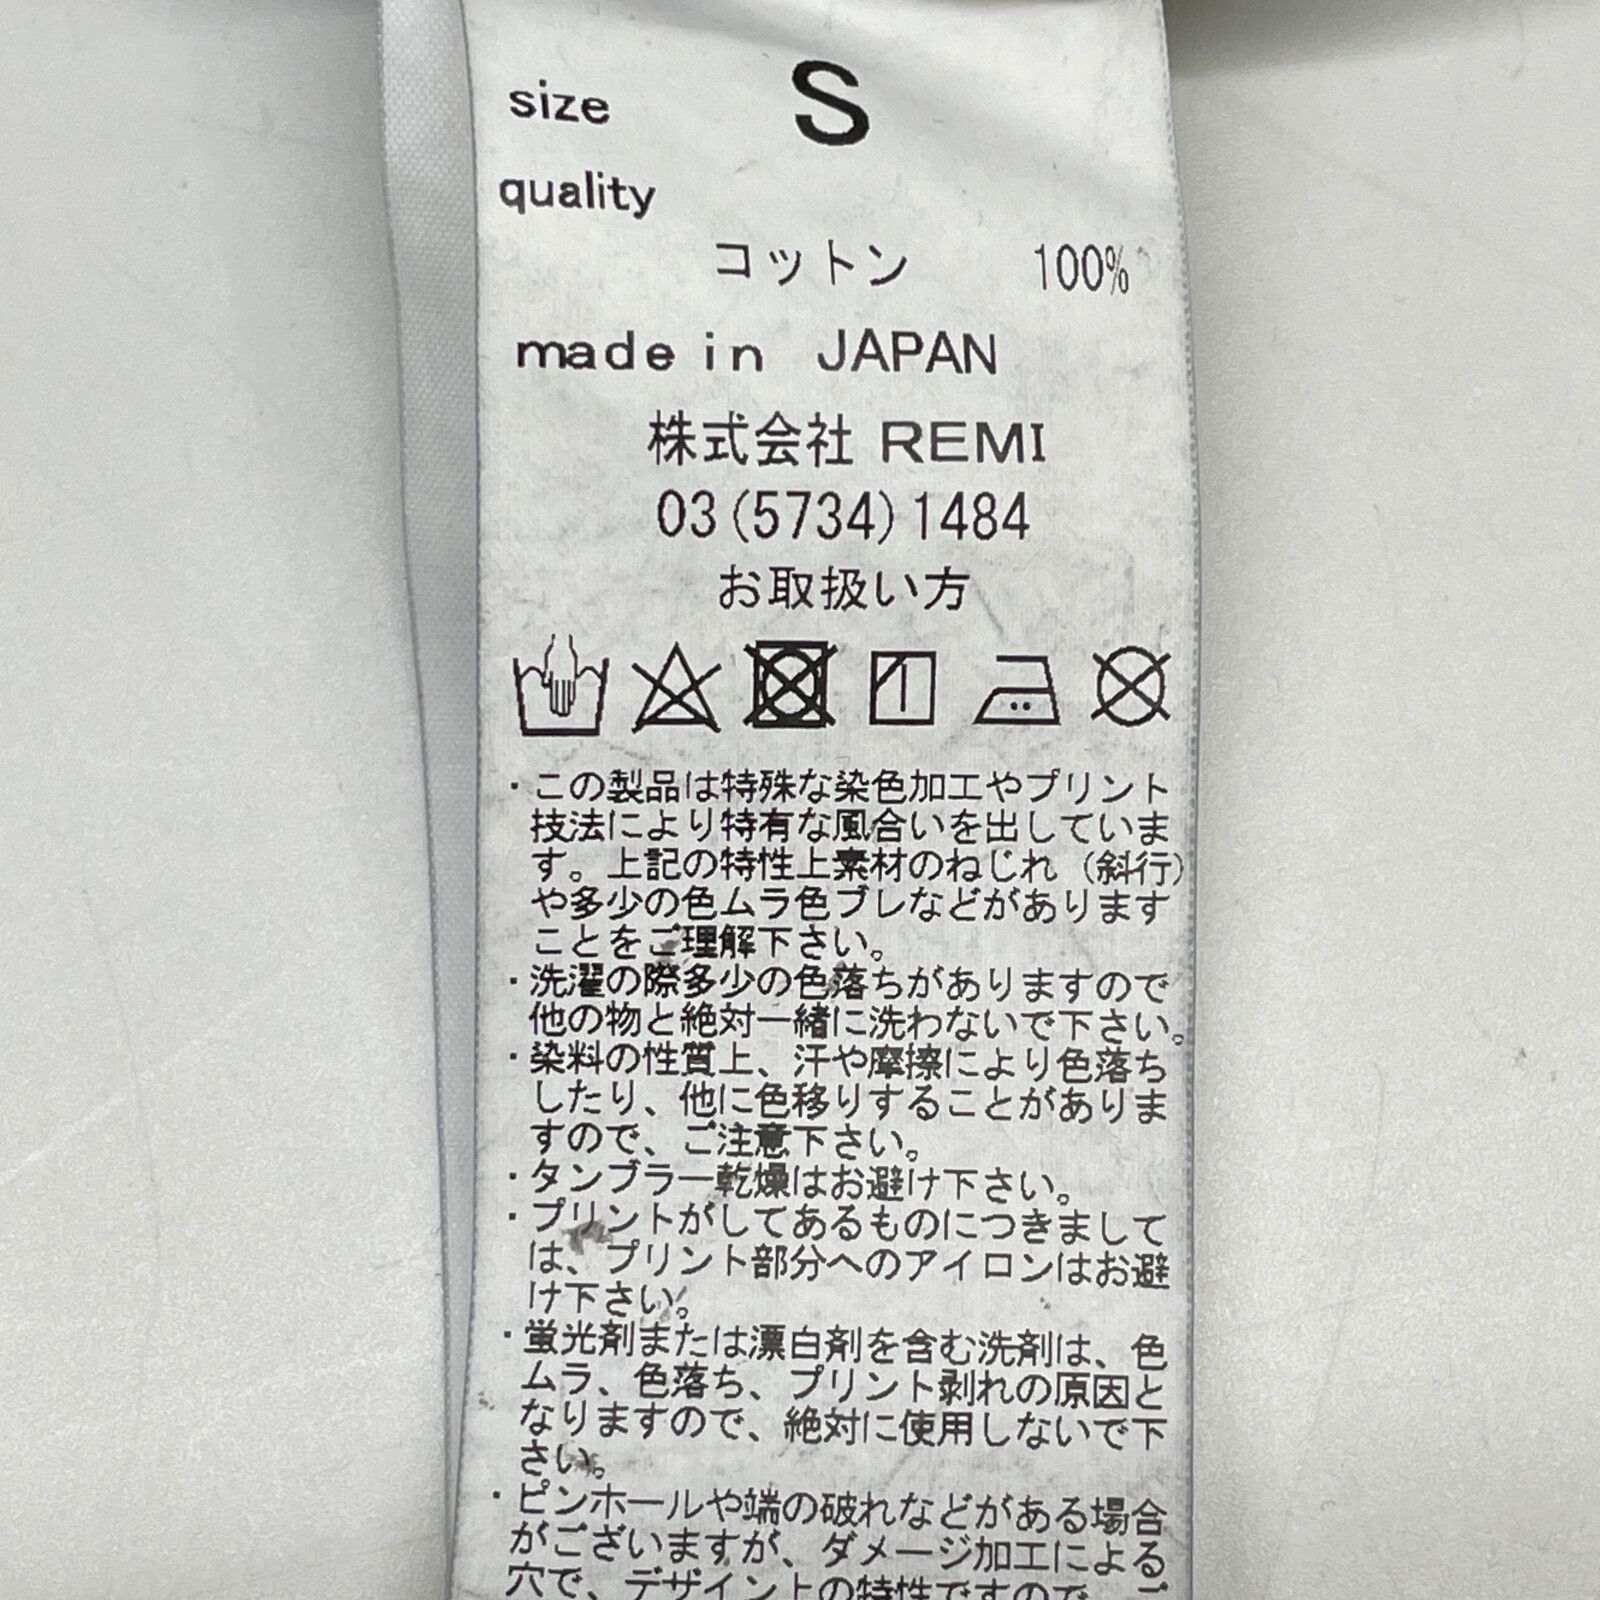 size S
quality
コットン 100%
made in JAPAN
株式会社 REMI
03(5734)1484
お取扱い方
・この製品は特殊な染色加工やプリント
技法により特有な風合いを出していま
す。上記の特性上素材のねじれ(斜行)
や多少の色ムラ色ブレなどがあります
ことをご理解下さい。
・洗濯の際多少の色落ちがありますので
他の物と絶対一緒に洗わないで下さい。
・染料の性質上、汗や摩擦により色落ち
したり、他に色移りすることがありま
すので、ご注意下さい。
・タンブラー乾燥はお避け下さい。
・プリントがしてあるものにつきまして
は、プリント部分へのアイロンはお避
け下さい。
・蛍光剤または漂白剤を含む洗剤は、色
ムラ、色落ち、プリント剥れの原因と
なりますので、絶対に使用しないで下
さい。
・ピンホールや端の破れなどがある場合
がございますが、ダメージ加工による
穴で、デザイン上の特性ですので、ご